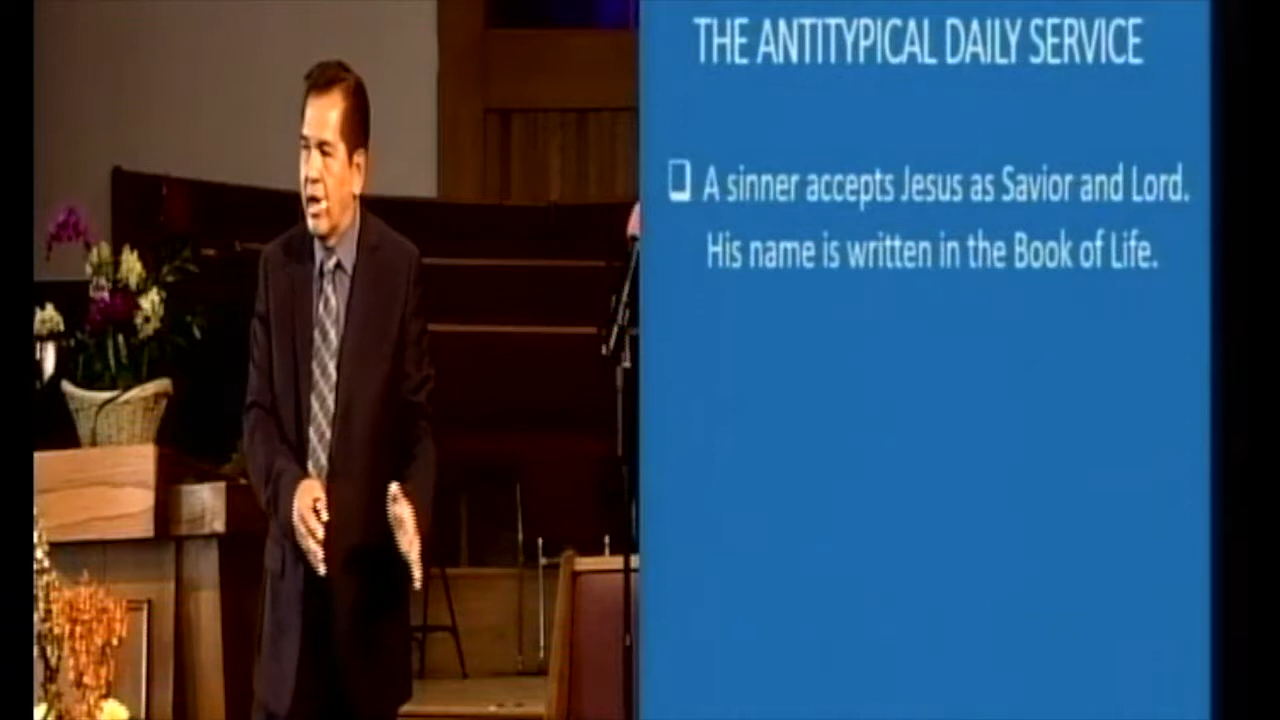 THE ANTITYPICAL DAILY SERVICE
❑ A sinner accepts Jesus as Savior and Lord.
His name is written in the Book of Life.